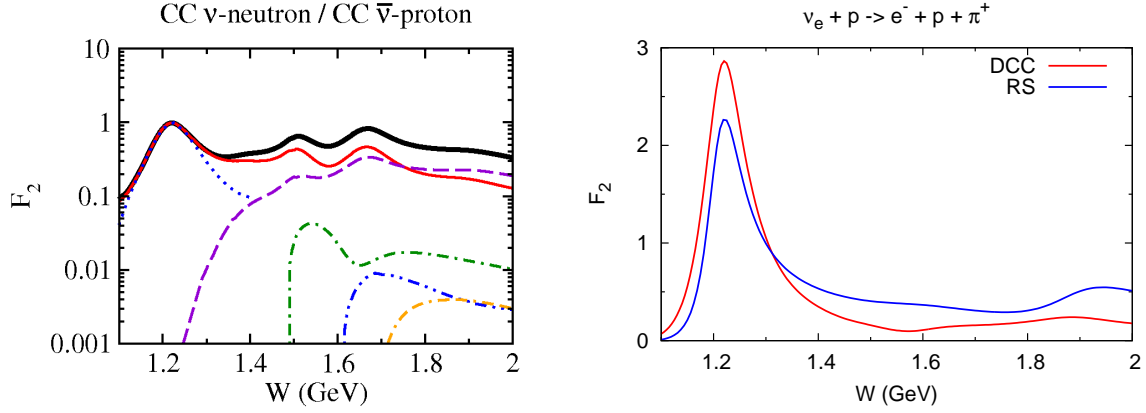 CC ν-neutron / CC ν̅-proton
10
1
0.1
0.01
0.001
F₂
1.2 1.4 1.6 1.8 2
W (GeV)
νₑ + p -> e⁻ + p + π⁺
DCC
RS
3
2
1
0
F₂
1.2 1.4 1.6 1.8 2
W (GeV)